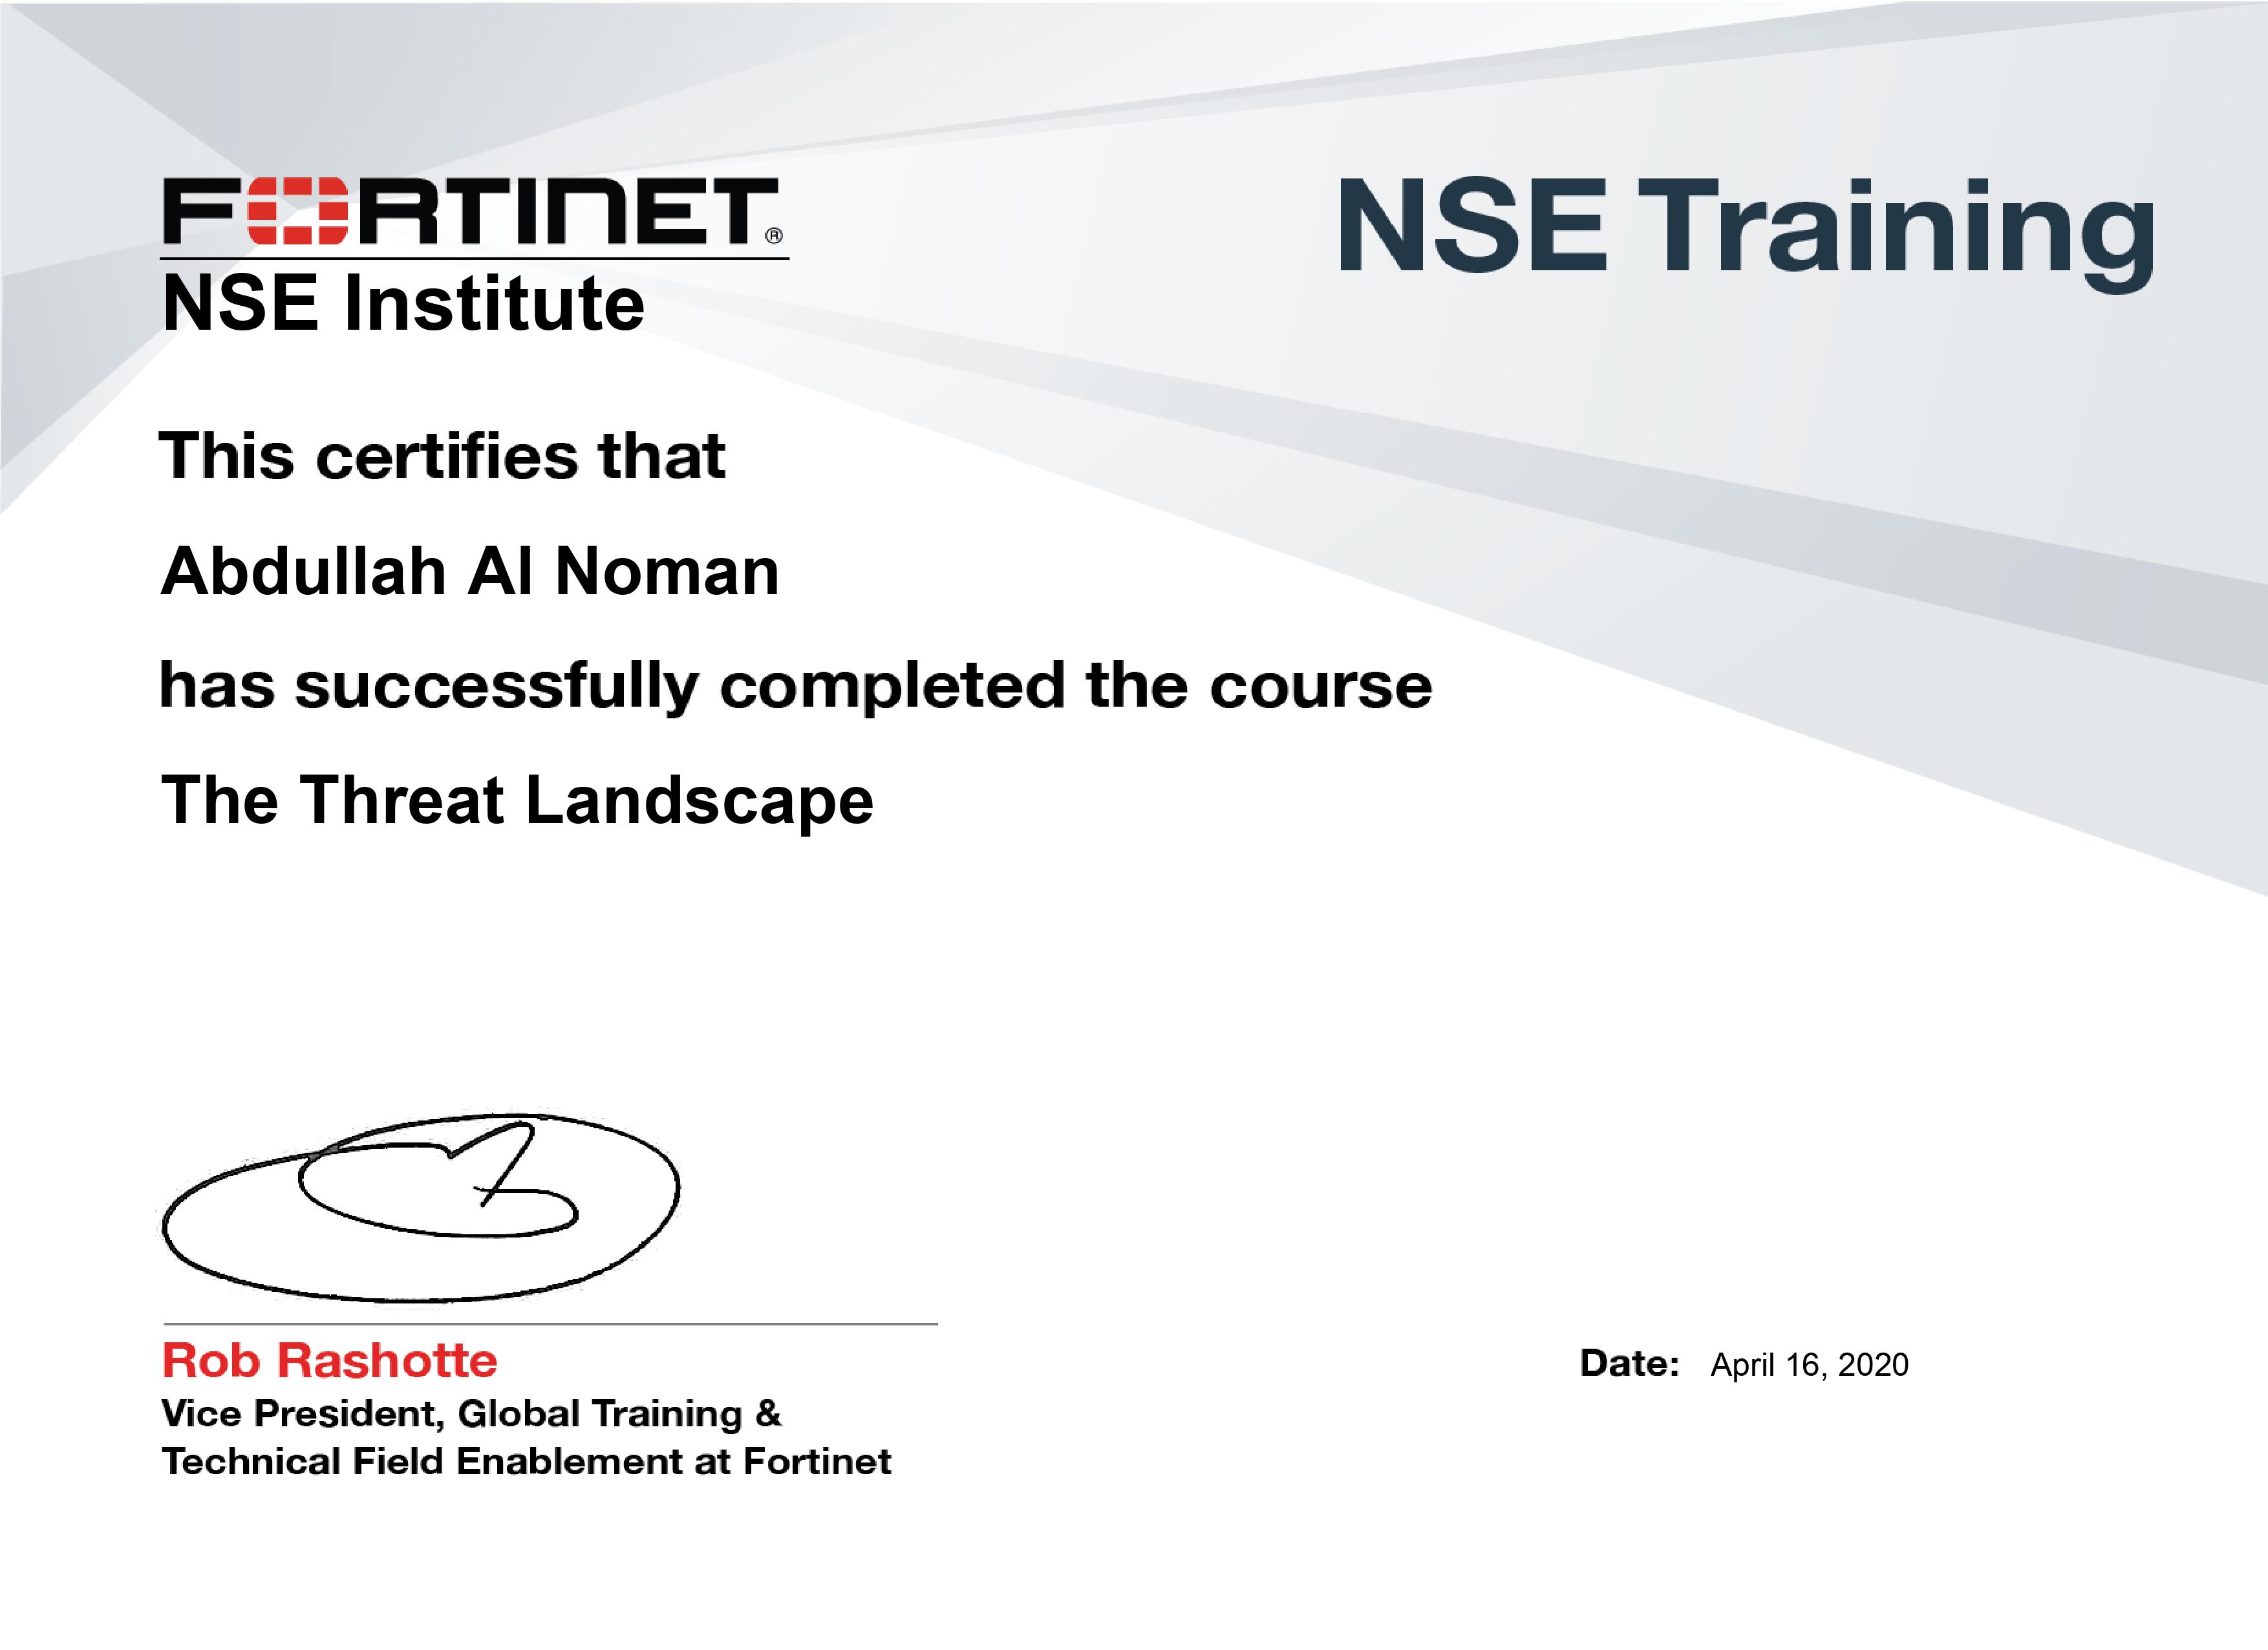 FORTINET®
NSE Training
NSE Institute
This certifies that
Abdullah Al Noman
has successfully completed the course
The Threat Landscape
Rob Rashotte
Vice President, Global Training &
Technical Field Enablement at Fortinet
Date: April 16, 2020